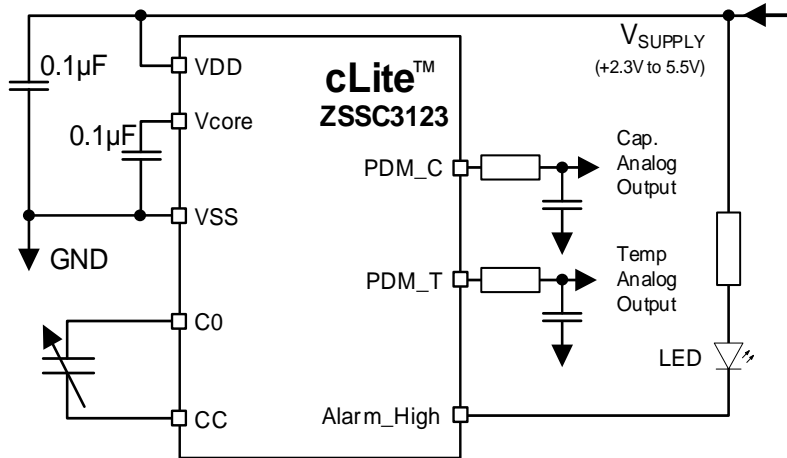 0.1µF
0.1µF
GND
VDD
Vcore
VSS
C0
CC
cLite™
ZSSC3123
PDM_C
PDM_T
Alarm_High
Cap.
Analog
Output
Temp
Analog
Output
VSUPPLY
(+2.3V to 5.5V)
LED